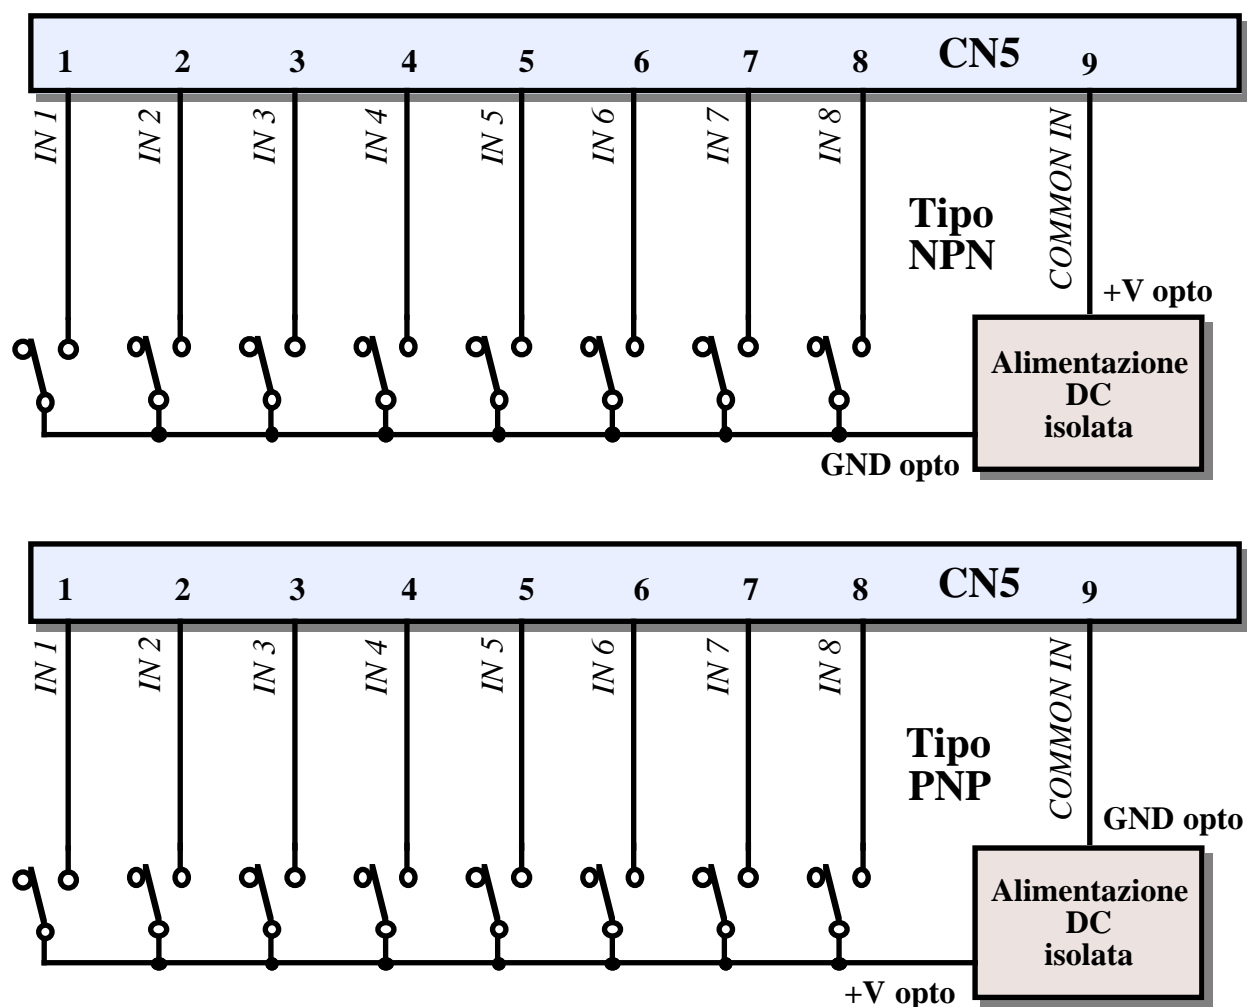 1 2 3 4 5 6 7 8 CN5 9
IN 1
IN 2
IN 3
IN 4
IN 5
IN 6
IN 7
IN 8
COMMON IN
Tipo
NPN
+V opto
Alimentazione
DC
isolata
GND opto
1 2 3 4 5 6 7 8 CN5 9
IN 1
IN 2
IN 3
IN 4
IN 5
IN 6
IN 7
IN 8
COMMON IN
Tipo
PNP
GND opto
Alimentazione
DC
isolata
+V opto